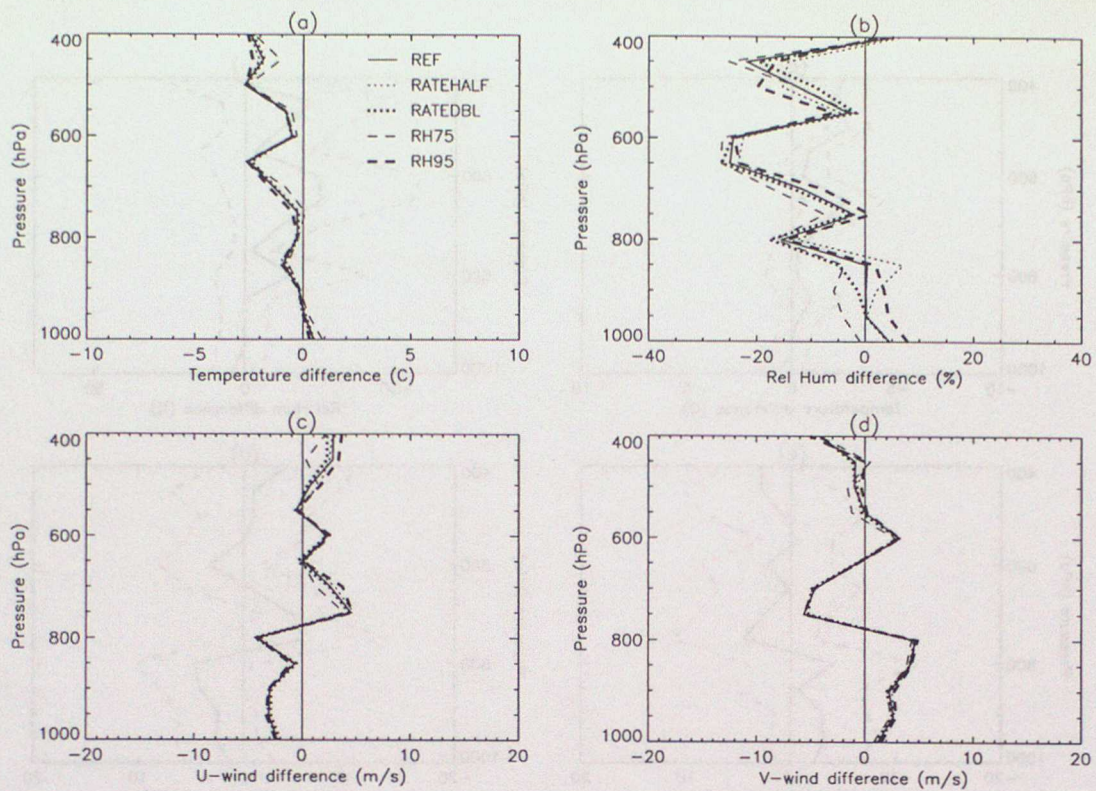 (a)
400
600
800
1000
Pressure (hPa)
REF
RATEHALF
RATEDBL
RH75
RH95
-10 -5 0 5 10
Temperature difference (C)
(b)
400
600
800
1000
Pressure (hPa)
-40 -20 0 20 40
Rel Hum difference (%)
(c)
400
600
800
1000
Pressure (hPa)
-20 -10 0 10 20
U-wind difference (m/s)
(d)
400
600
800
1000
Pressure (hPa)
-20 -10 0 10 20
V-wind difference (m/s)